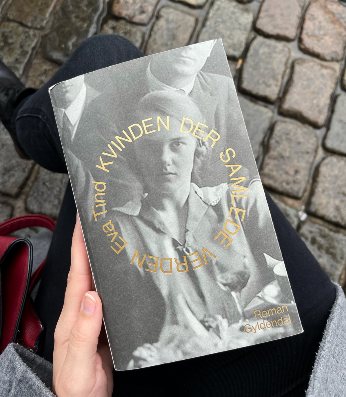 Eva Tind KVINDEN DER SAMLEDE VERDEN
Roman
Gyldendal